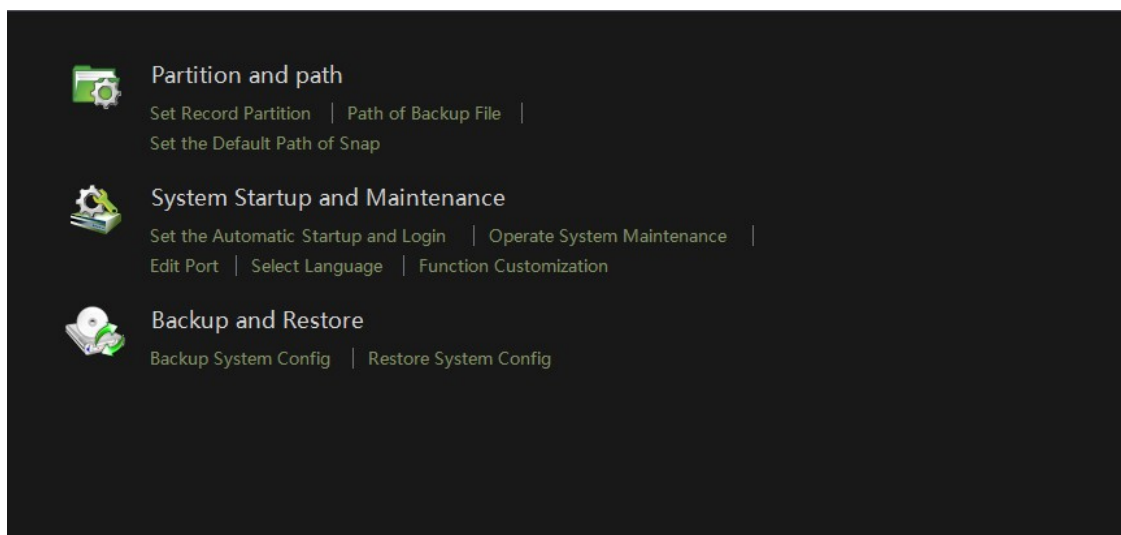 Partition and path
Set Record Partition | Path of Backup File |
Set the Default Path of Snap
System Startup and Maintenance
Set the Automatic Startup and Login | Operate System Maintenance |
Edit Port | Select Language | Function Customization
Backup and Restore
Backup System Config | Restore System Config